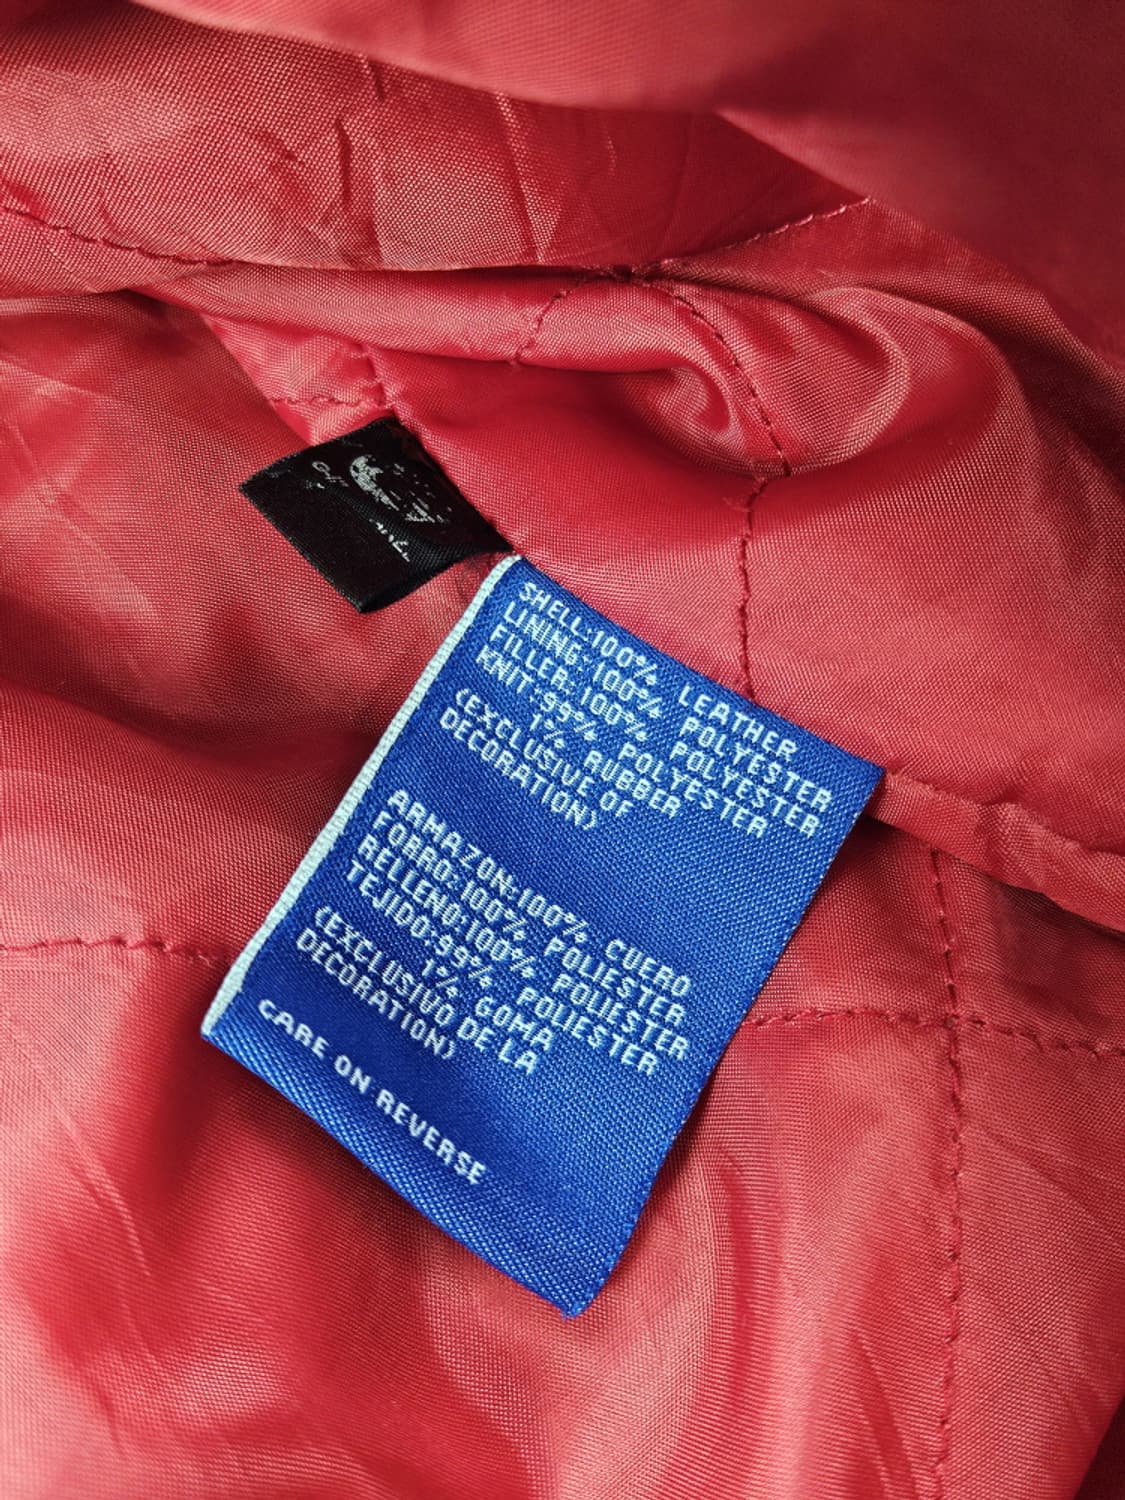 SHELL:100% LEATHER
LINING:100% POLYESTER
FILLER:100% POLYESTER
KNIT:99% POLYESTER
1% RUBBER
(EXCLUSIVE OF
DECORATION)
ARMAZON:100% CUERO
FORRO:100% POLIESTER
RELLENO:100% POLIESTER
TEJIDO:99% POLIESTER
1% GOMA
(EXCLUSIVO DE LA
DECORATION)
CARE ON REVERSE